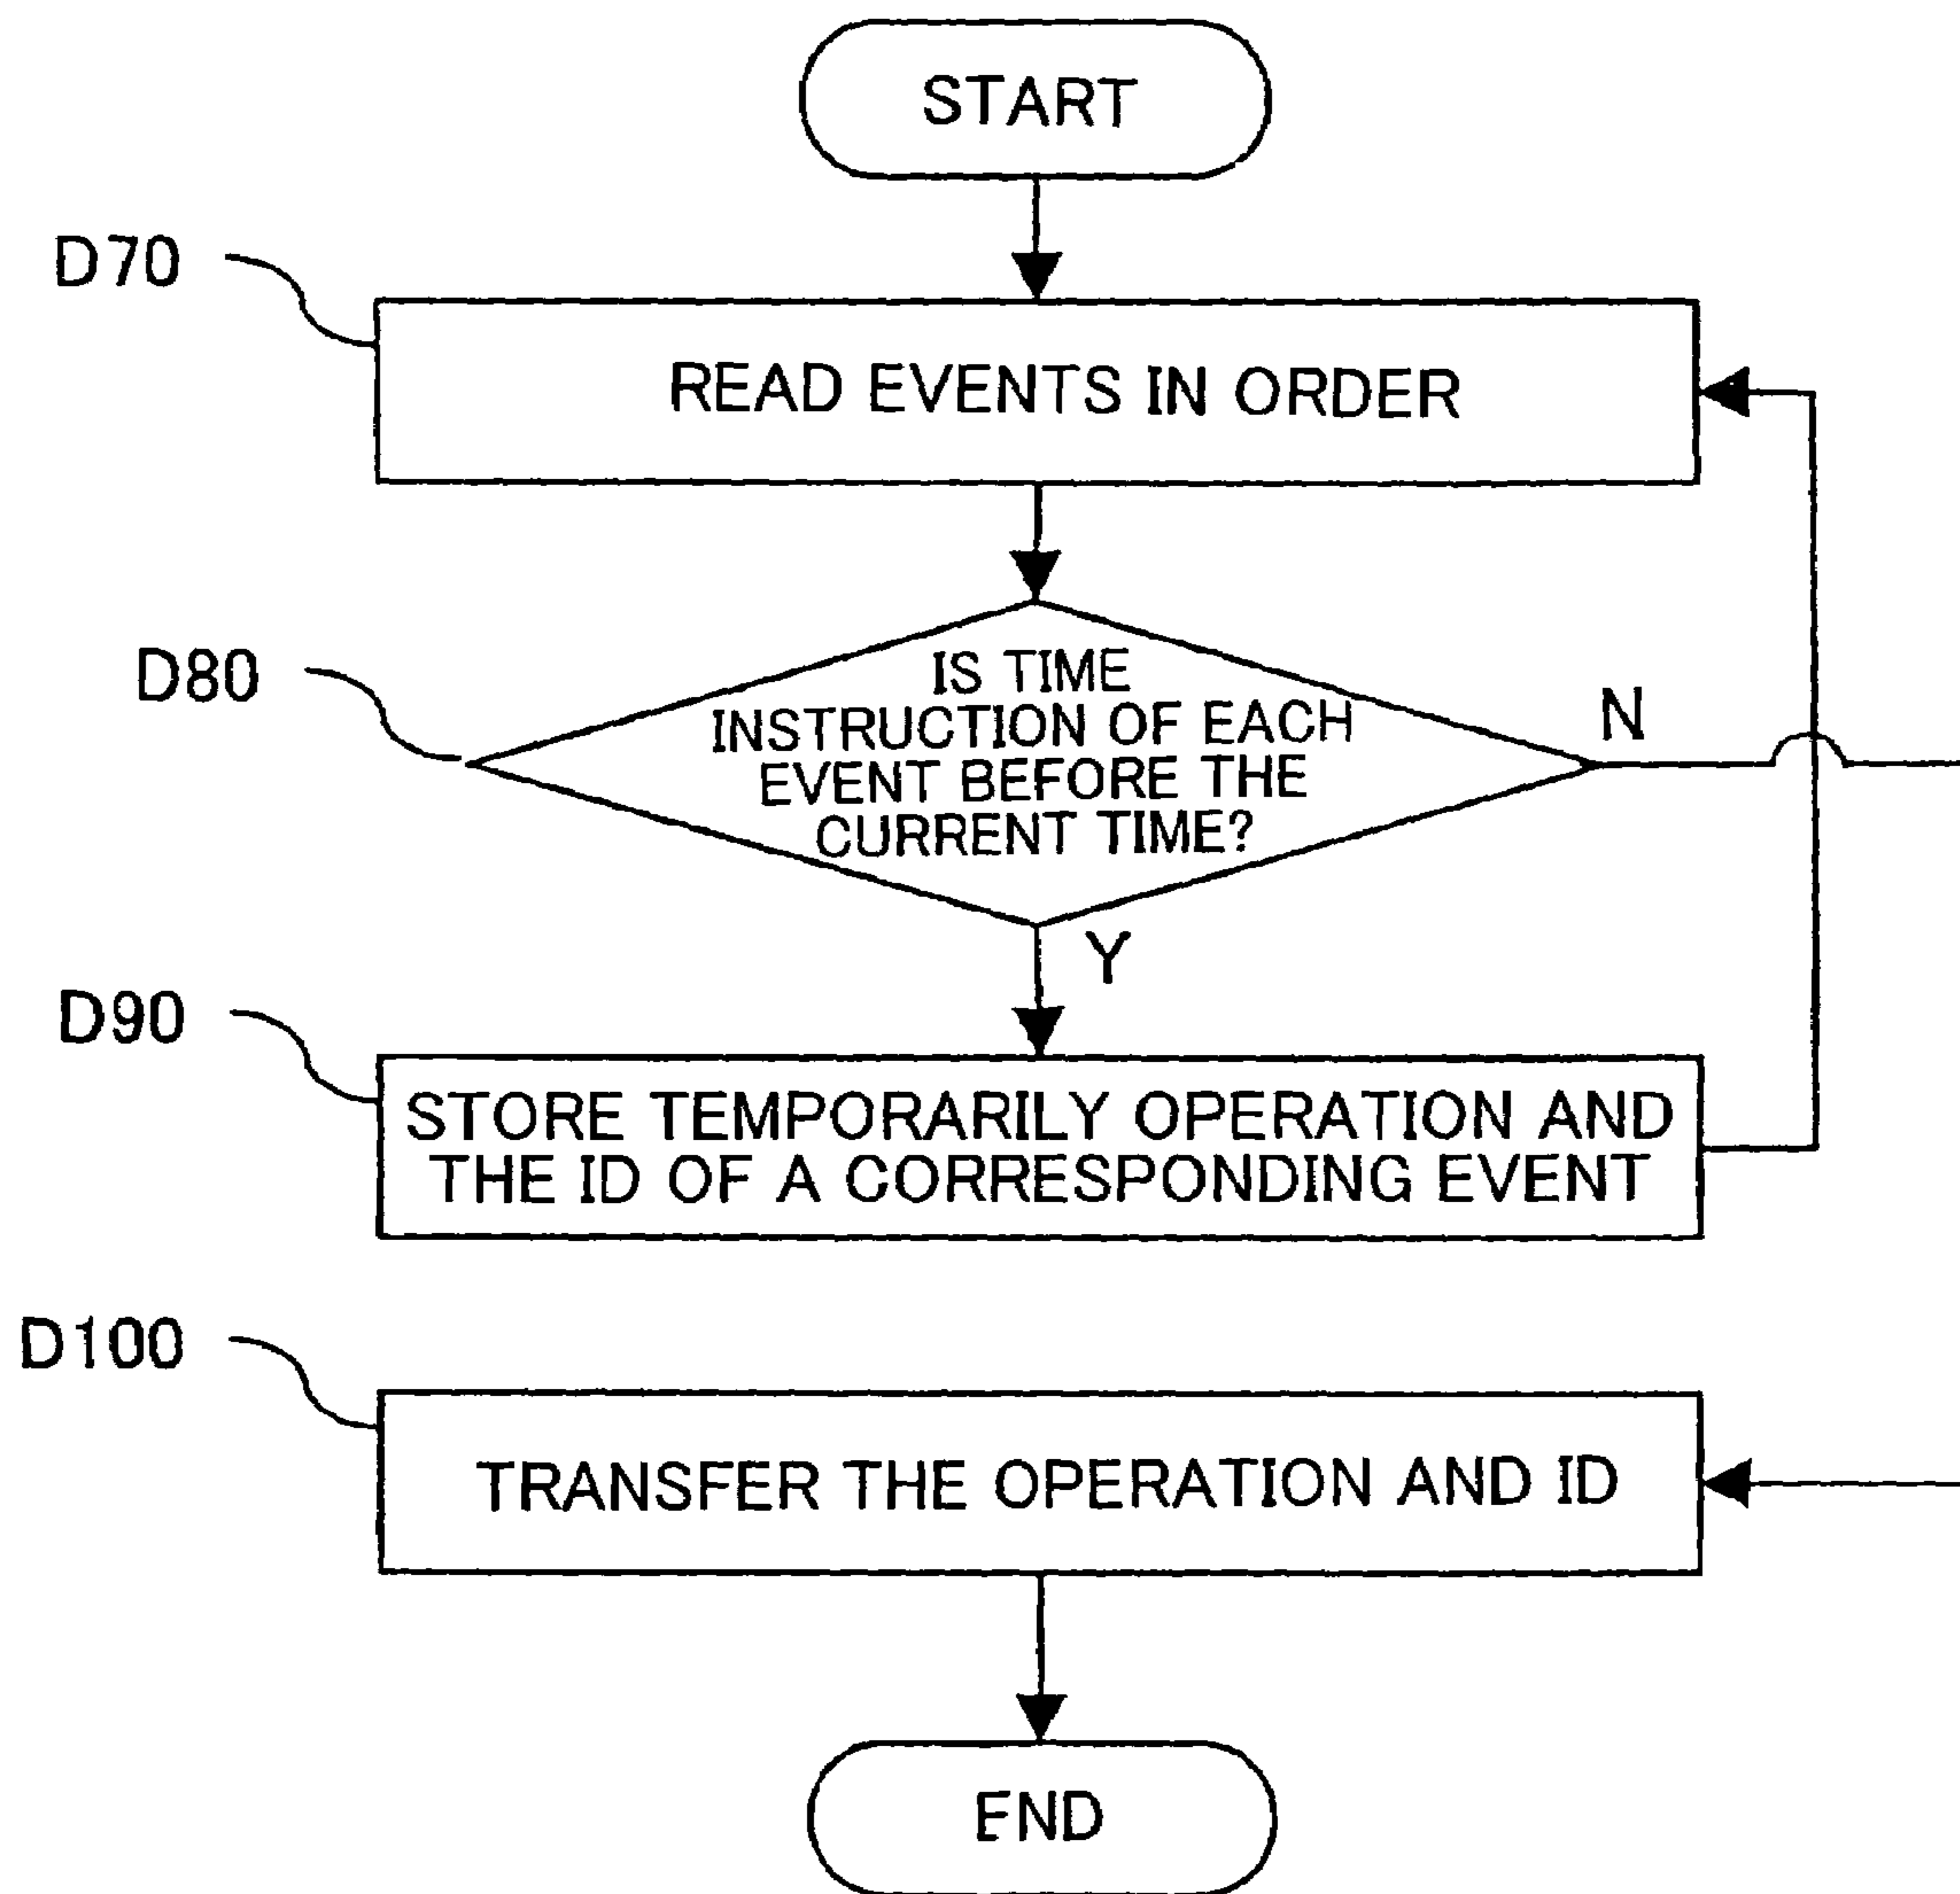 START
D70
READ EVENTS IN ORDER
D80
IS TIME
INSTRUCTION OF EACH
EVENT BEFORE THE
CURRENT TIME?
N
Y
D90
STORE TEMPORARILY OPERATION AND
THE ID OF A CORRESPONDING EVENT
D100
TRANSFER THE OPERATION AND ID
END